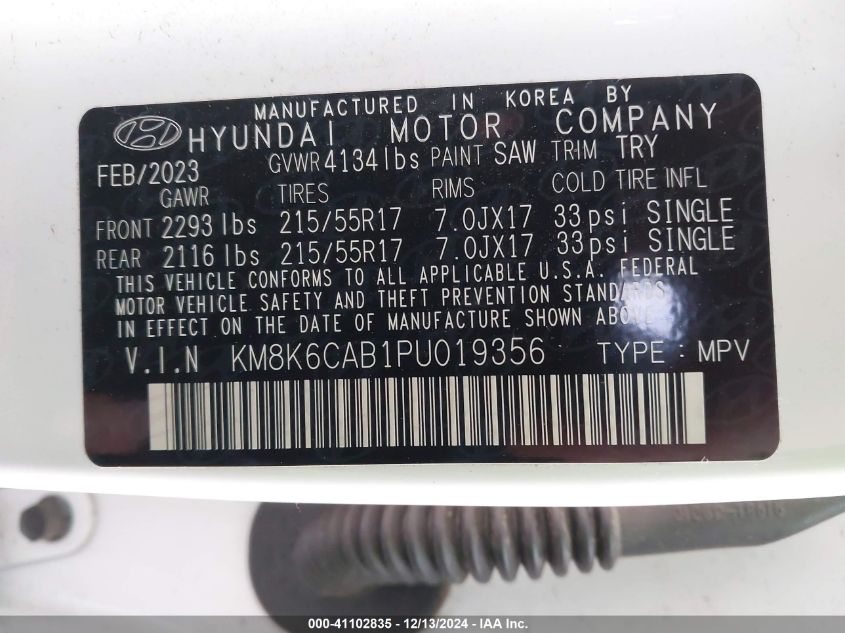 MANUFACTURED IN KOREA BY
HYUNDAI MOTOR COMPANY
FEB/2023 GVWR 4134lbs PAINT SAW TRIM TRY
GAWR TIRES RIMS COLD TIRE INFL
FRONT 2293 lbs 215/55R17 7.0JX17 33psi SINGLE
REAR 2116 lbs 215/55R17 7.0JX17 33psi SINGLE
THIS VEHICLE CONFORMS TO ALL APPLICABLE U.S.A. FEDERAL
MOTOR VEHICLE SAFETY AND THEFT PREVENTION STANDARDS
IN EFFECT ON THE DATE OF MANUFACTURE SHOWN ABOVE
V.I.N KM8K6CAB1PU019356 TYPE : MPV
000-41102835 - 12/13/2024 - IAA Inc.